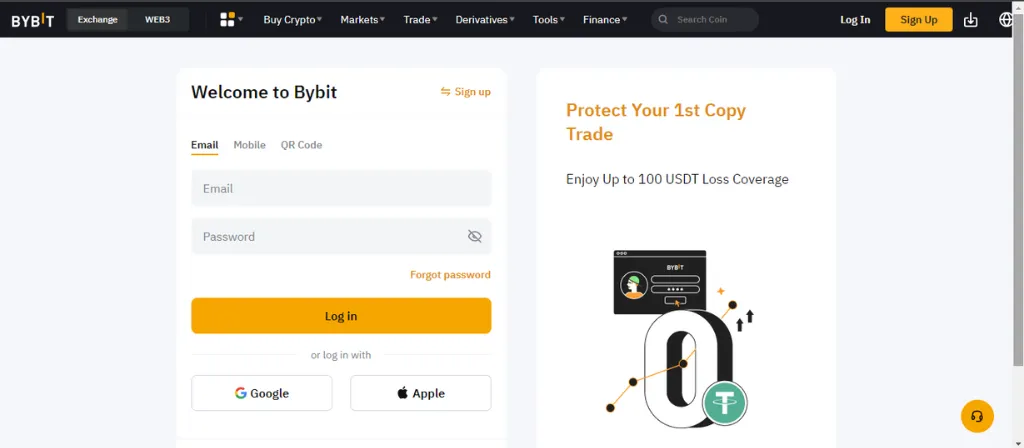 BYBIT
Exchange WEB3
Buy Crypto Markets Trade Derivatives Tools Finance
Search Coin
Log In
Sign Up
Welcome to Bybit
Sign up
Email Mobile QR Code
Email
Password
Forgot password
Log in
or log in with
Google Apple
Protect Your 1st Copy
Trade
Enjoy Up to 100 USDT Loss Coverage
BYBIT